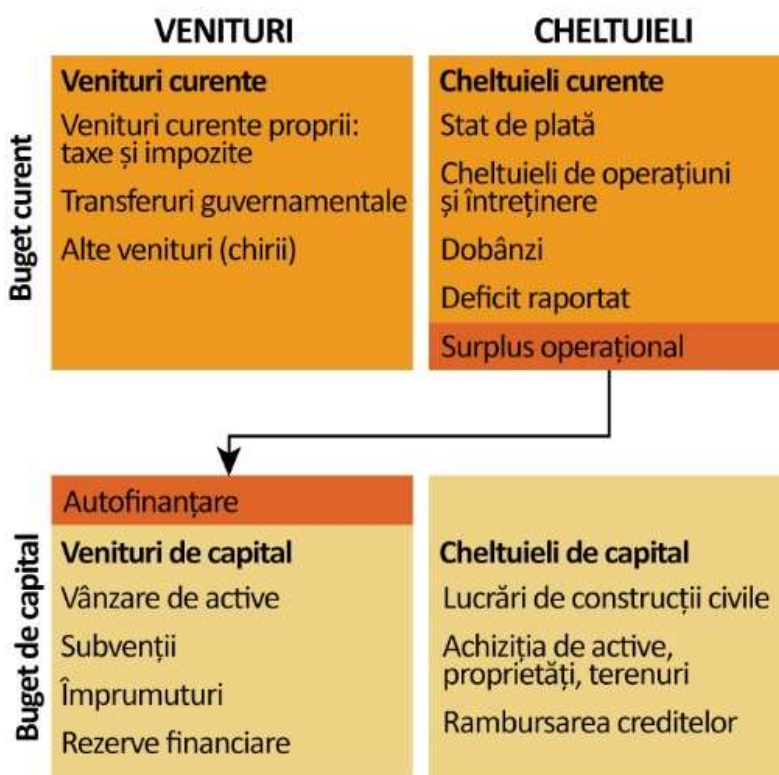 VENITURI
CHELTUIELI
Buget curent
Venituri curente
Venituri curente proprii:
taxe și impozite
Transferuri guvernamentale
Alte venituri (chirii)
Cheltuieli curente
Stat de plată
Cheltuieli de operațiuni
și întreținere
Dobânzi
Deficit raportat
Surplus operațional
Buget de capital
Autofinanțare
Venituri de capital
Vânzare de active
Subvenții
Împrumuturi
Rezerve financiare
Cheltuieli de capital
Lucrări de construcții civile
Achiziția de active,
proprietăți, terenuri
Rambursarea creditelor